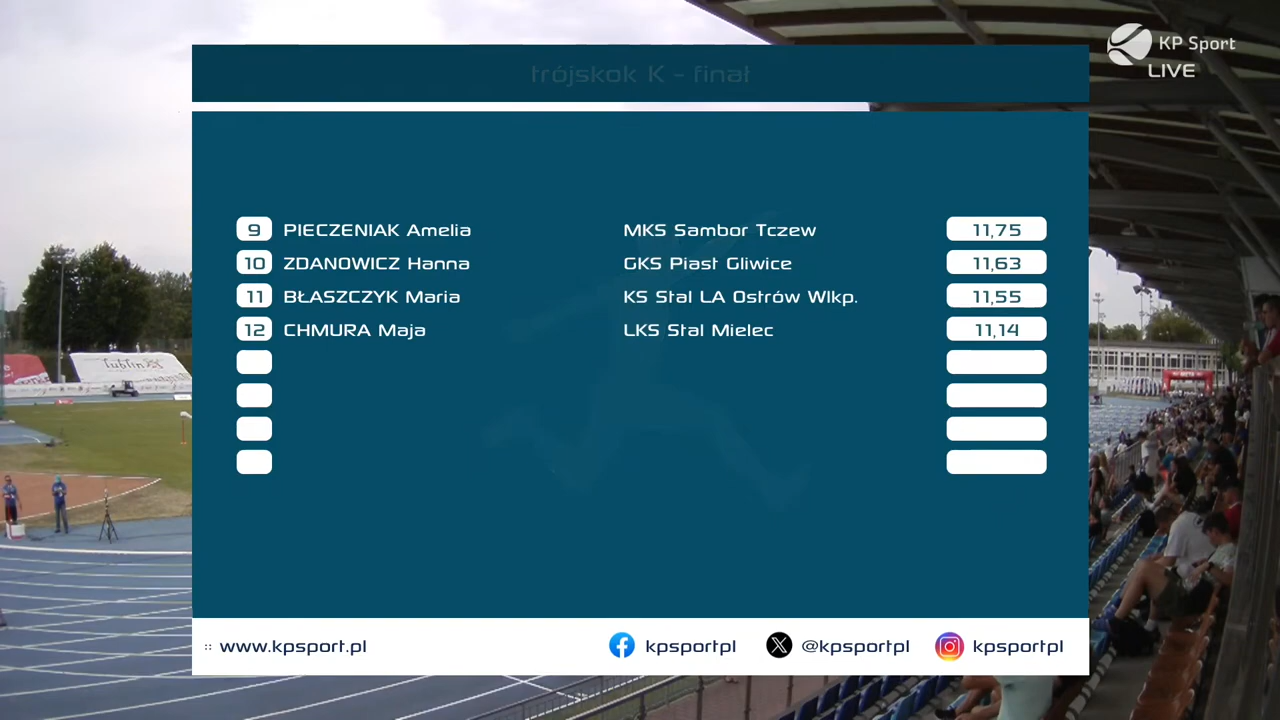 KP Sport
LIVE
trójskok K - finał
9 PIECZENIAK Amelia MKS Sambor Tczew 11,75
10 ZDANOWICZ Hanna GKS Piast Gliwice 11,63
11 BŁASZCZYK Maria KS Stal LA Ostrów Wlkp. 11,55
12 CHMURA Maja LKS Stal Mielec 11,14
lublin
:: www.kpsport.pl kpsportpl @kpsportpl kpsportpl